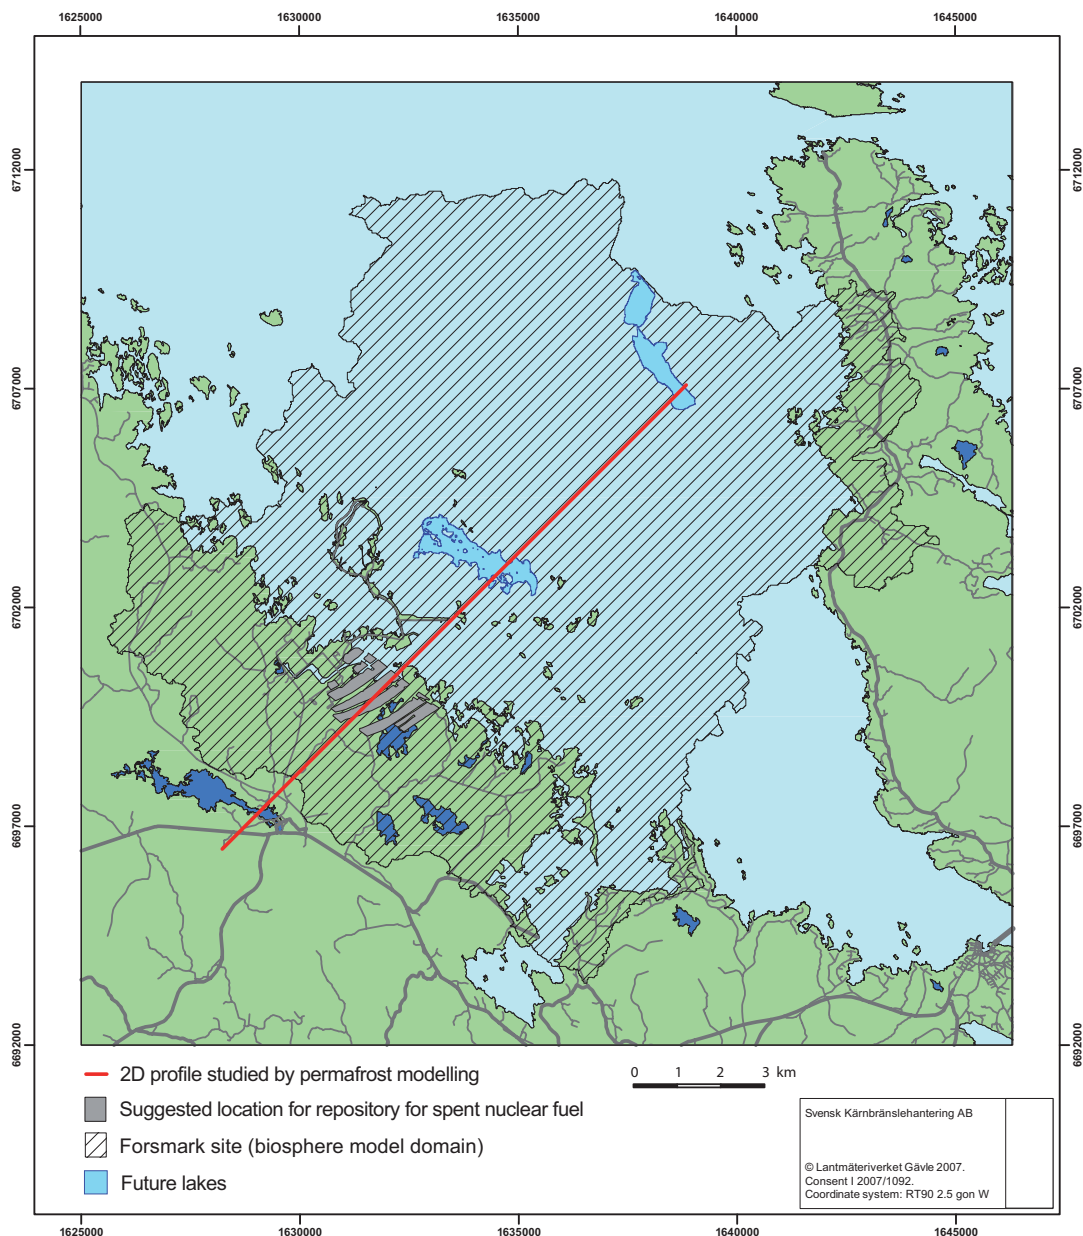 1625000 1630000 1635000 1640000 1645000
6712000 6712000
6707000 6707000
6702000 6702000
6697000 6697000
6692000 6692000
2D profile studied by permafrost modelling
0 1 2 3 km
Suggested location for repository for spent nuclear fuel
Forsmark site (biosphere model domain)
Future lakes
Svensk Kärnbränslehantering AB
© Lantmäteriverket Gävle 2007.
Consent I 2007/1092.
Coordinate system: RT90 2.5 gon W
1625000 1630000 1635000 1640000 1645000